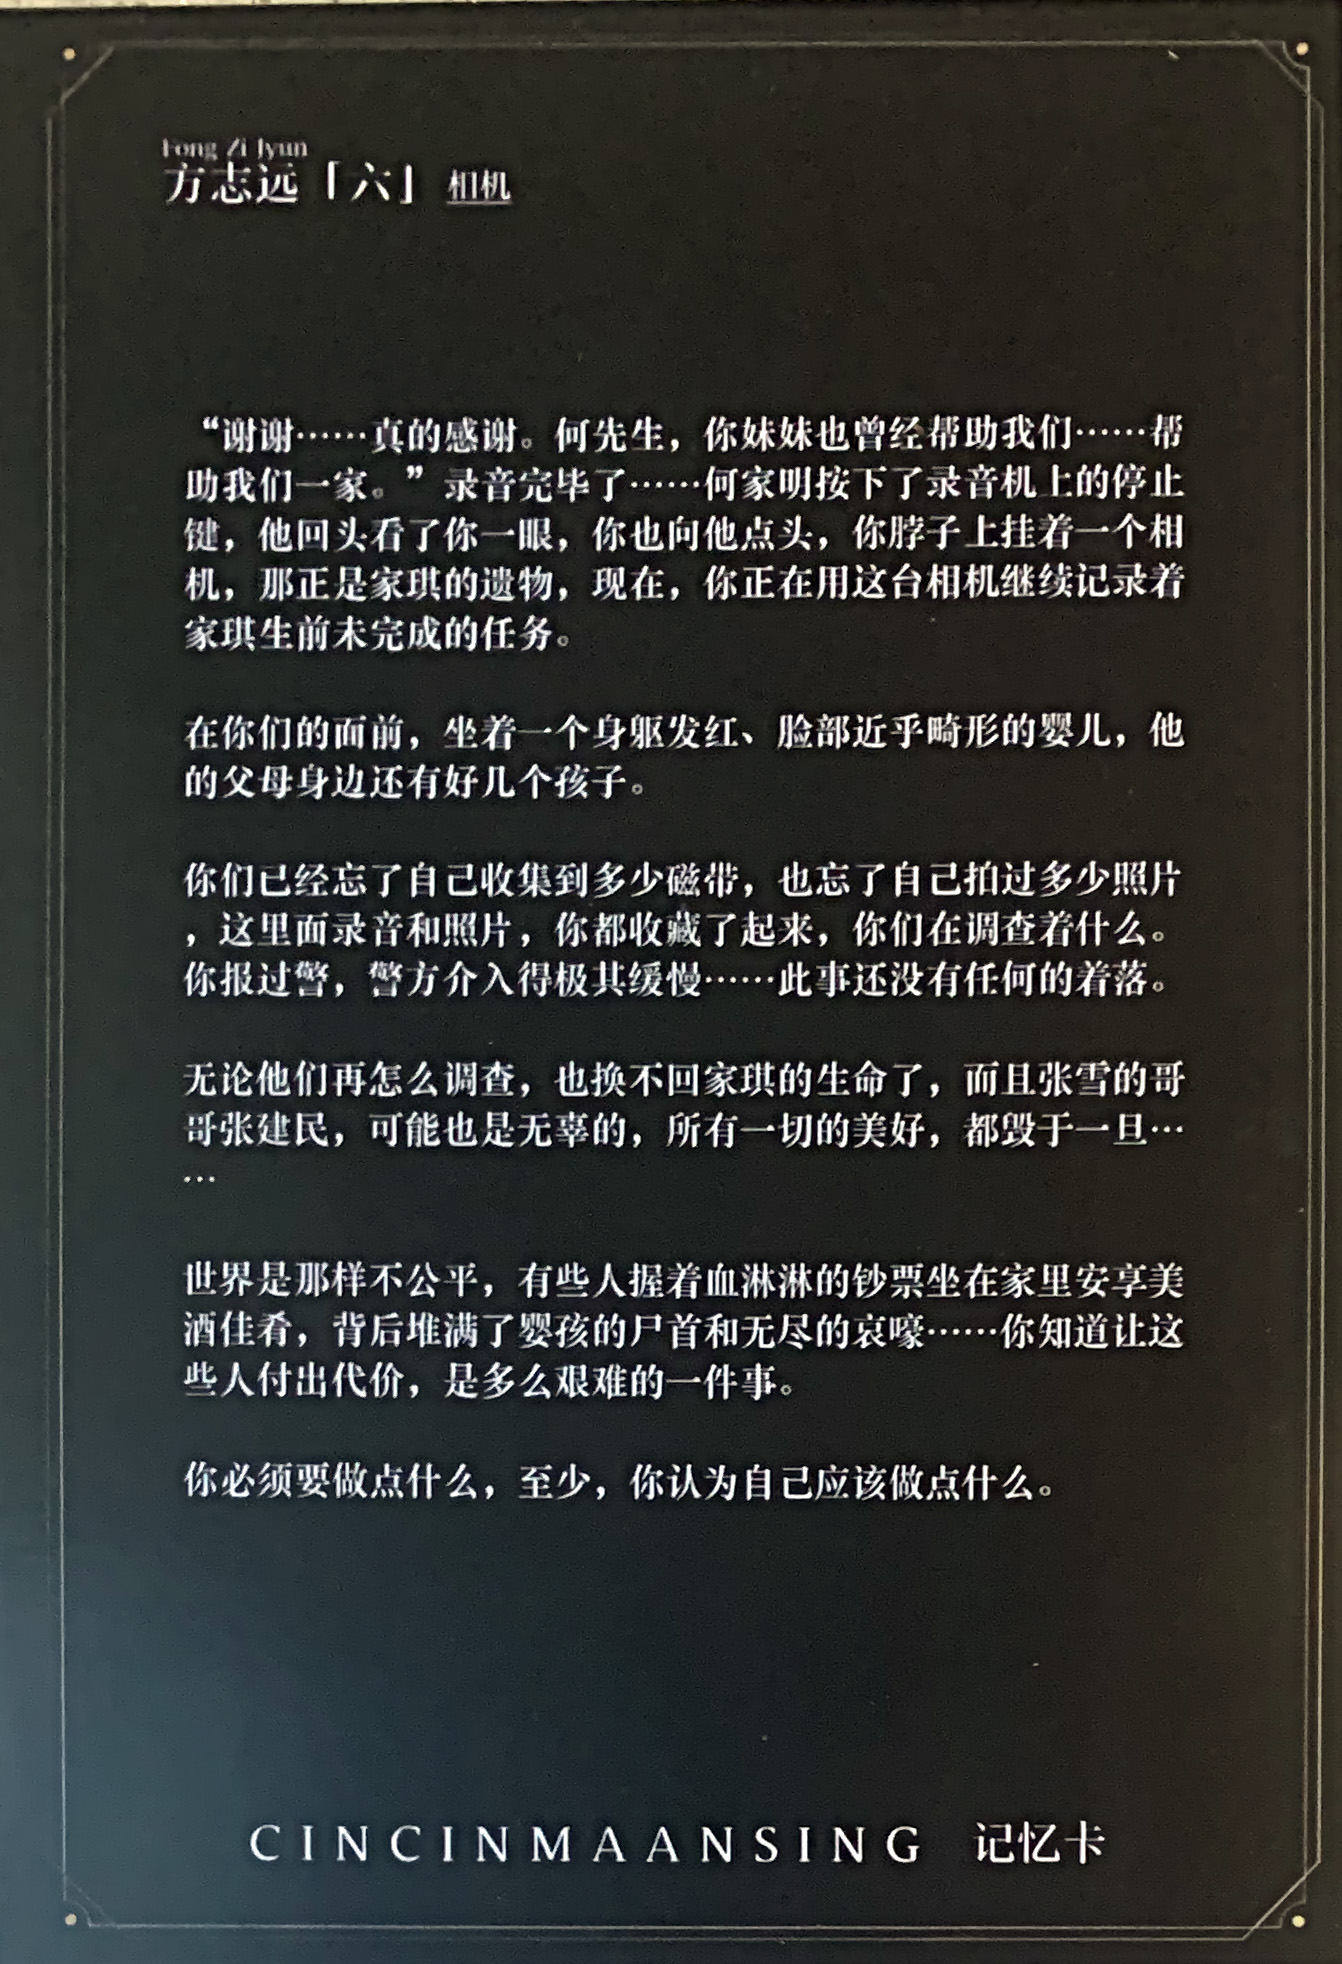 Fong Zi Jyun
方志远「六」 相机
“谢谢……真的感谢。何先生，你妹妹也曾经帮助我们……帮
助我们一家。”录音完毕了……何家明按下了录音机上的停止
键，他回头看了你一眼，你也向他点头，你脖子上挂着一个相
机，那正是家琪的遗物，现在，你正在用这台相机继续记录着
家琪生前未完成的任务。
在你们的面前，坐着一个身躯发红、脸部近乎畸形的婴儿，他
的父母身边还有好几个孩子。
你们已经忘了自己收集到多少磁带，也忘了自己拍过多少照片
，这里面录音和照片，你都收藏了起来，你们在调查着什么。
你报过警，警方介入得极其缓慢……此事还没有任何的着落。
无论他们再怎么调查，也换不回家琪的生命了，而且张雪的哥
哥张建民，可能也是无辜的，所有一切的美好，都毁于一旦…
…
世界是那样不公平，有些人握着血淋淋的钞票坐在家里安享美
酒佳肴，背后堆满了婴孩的尸首和无尽的哀嚎……你知道让这
些人付出代价，是多么艰难的一件事。
你必须要做点什么，至少，你认为自己应该做点什么。
CINCINMAANSING 记忆卡